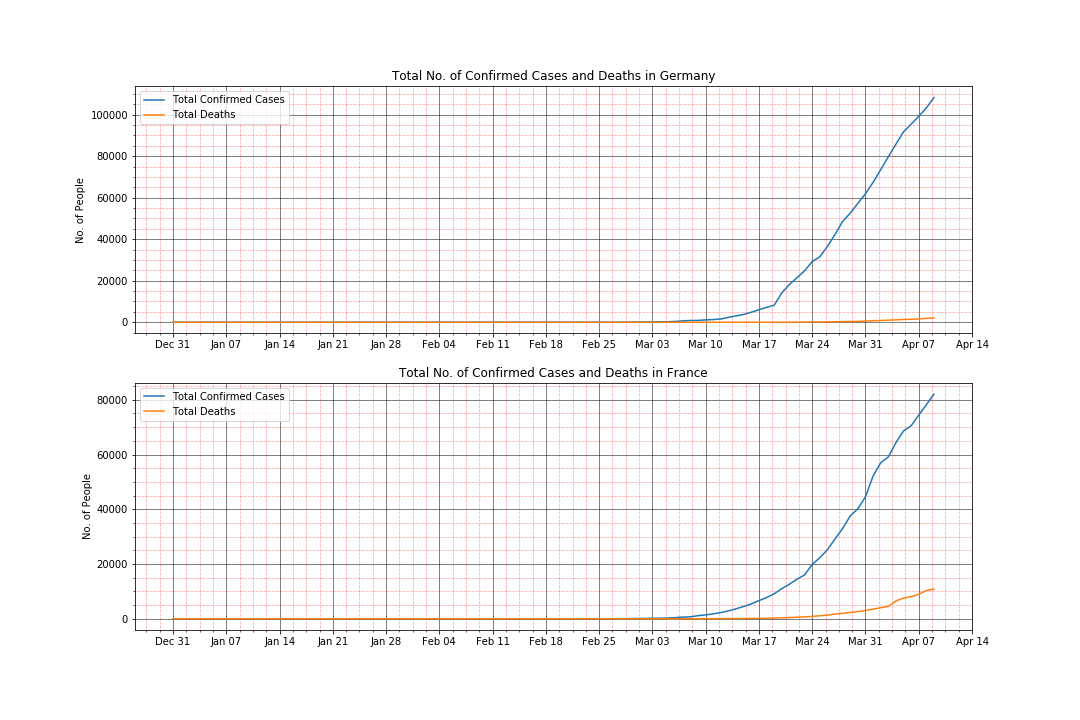 Total No. of Confirmed Cases and Deaths in Germany
Total Confirmed Cases
Total Deaths
No. of People
100000
80000
60000
40000
20000
0
Dec 31 Jan 07 Jan 14 Jan 21 Jan 28 Feb 04 Feb 11 Feb 18 Feb 25 Mar 03 Mar 10 Mar 17 Mar 24 Mar 31 Apr 07 Apr 14
Total No. of Confirmed Cases and Deaths in France
Total Confirmed Cases
Total Deaths
No. of People
80000
60000
40000
20000
0
Dec 31 Jan 07 Jan 14 Jan 21 Jan 28 Feb 04 Feb 11 Feb 18 Feb 25 Mar 03 Mar 10 Mar 17 Mar 24 Mar 31 Apr 07 Apr 14